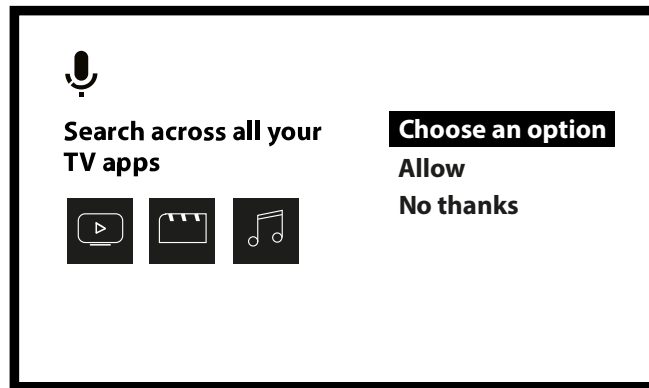 Search across all your
TV apps
Choose an option
Allow
No thanks